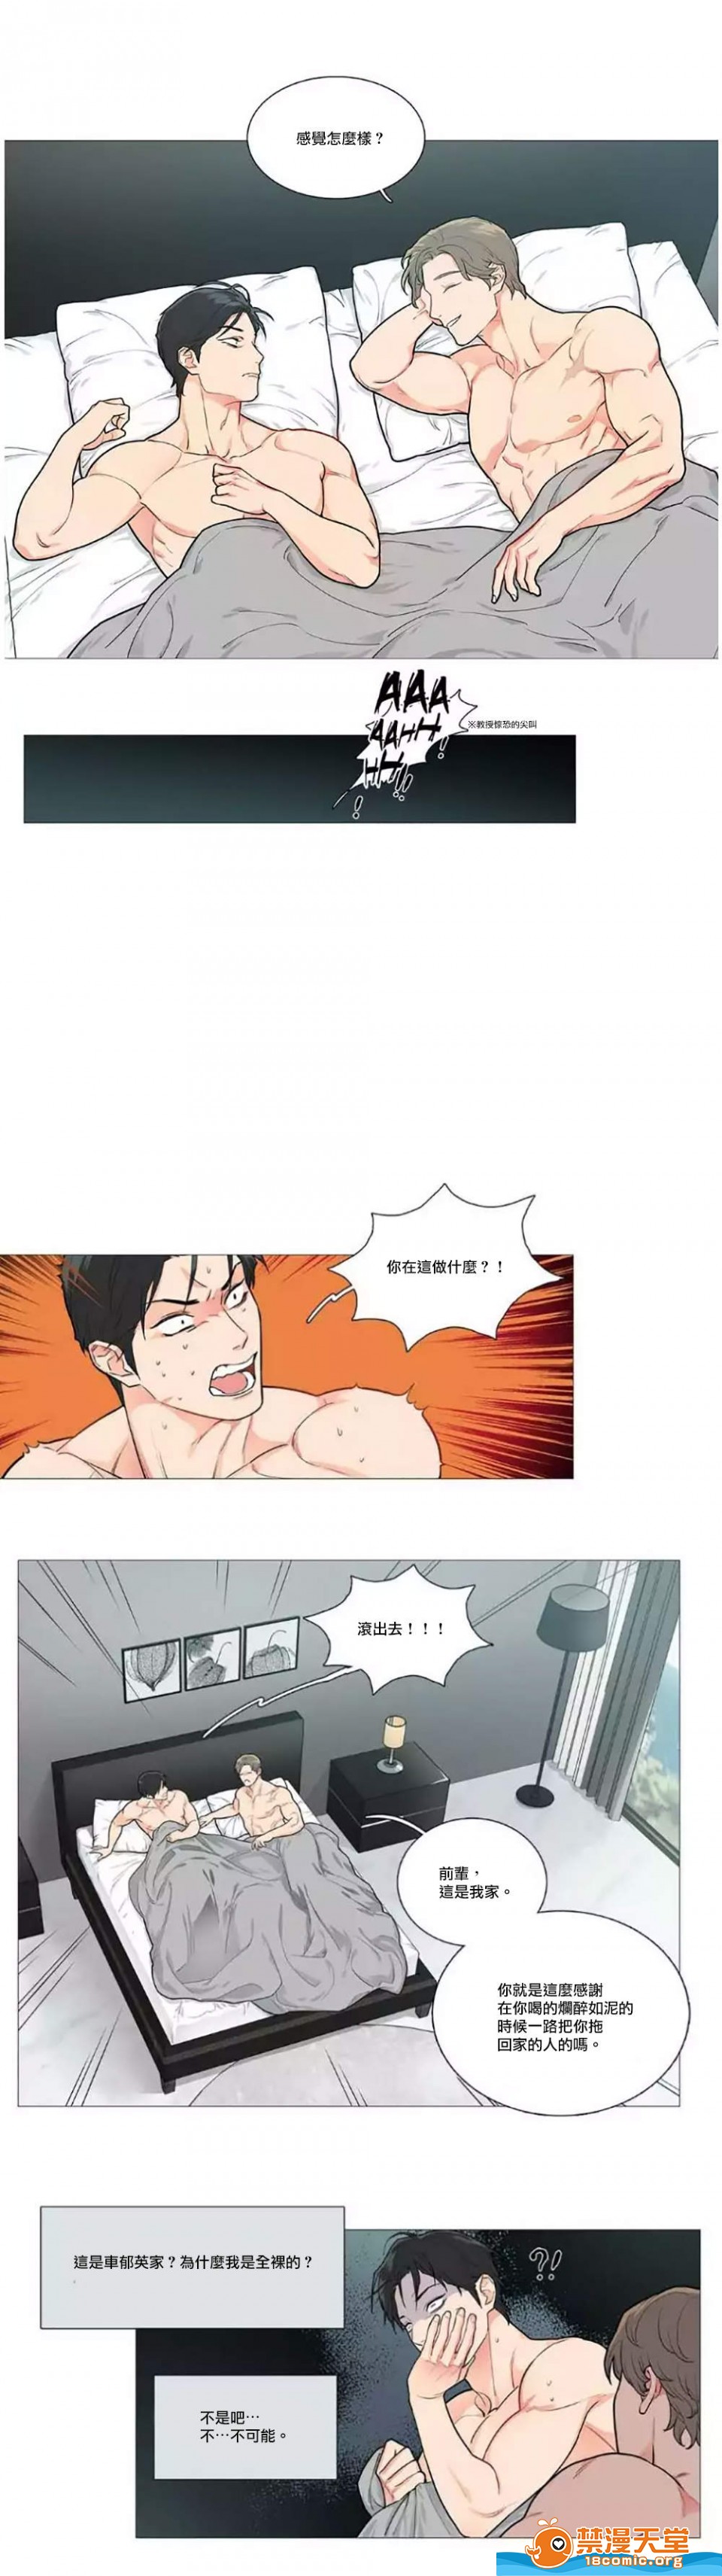 感覺怎麼樣？
AAA
AAHH
HH!!
※教授惊恐的尖叫
你在這做什麼？！
滾出去！！！
前輩，
這是我家。
你就是這麼感謝
在你喝的爛醉如泥的
時候一路把你拖
回家的人的嗎。
這是車郁英家？為什麼我是全裸的？
?!
不是吧…
不…不可能。
禁漫天堂
18comic.org